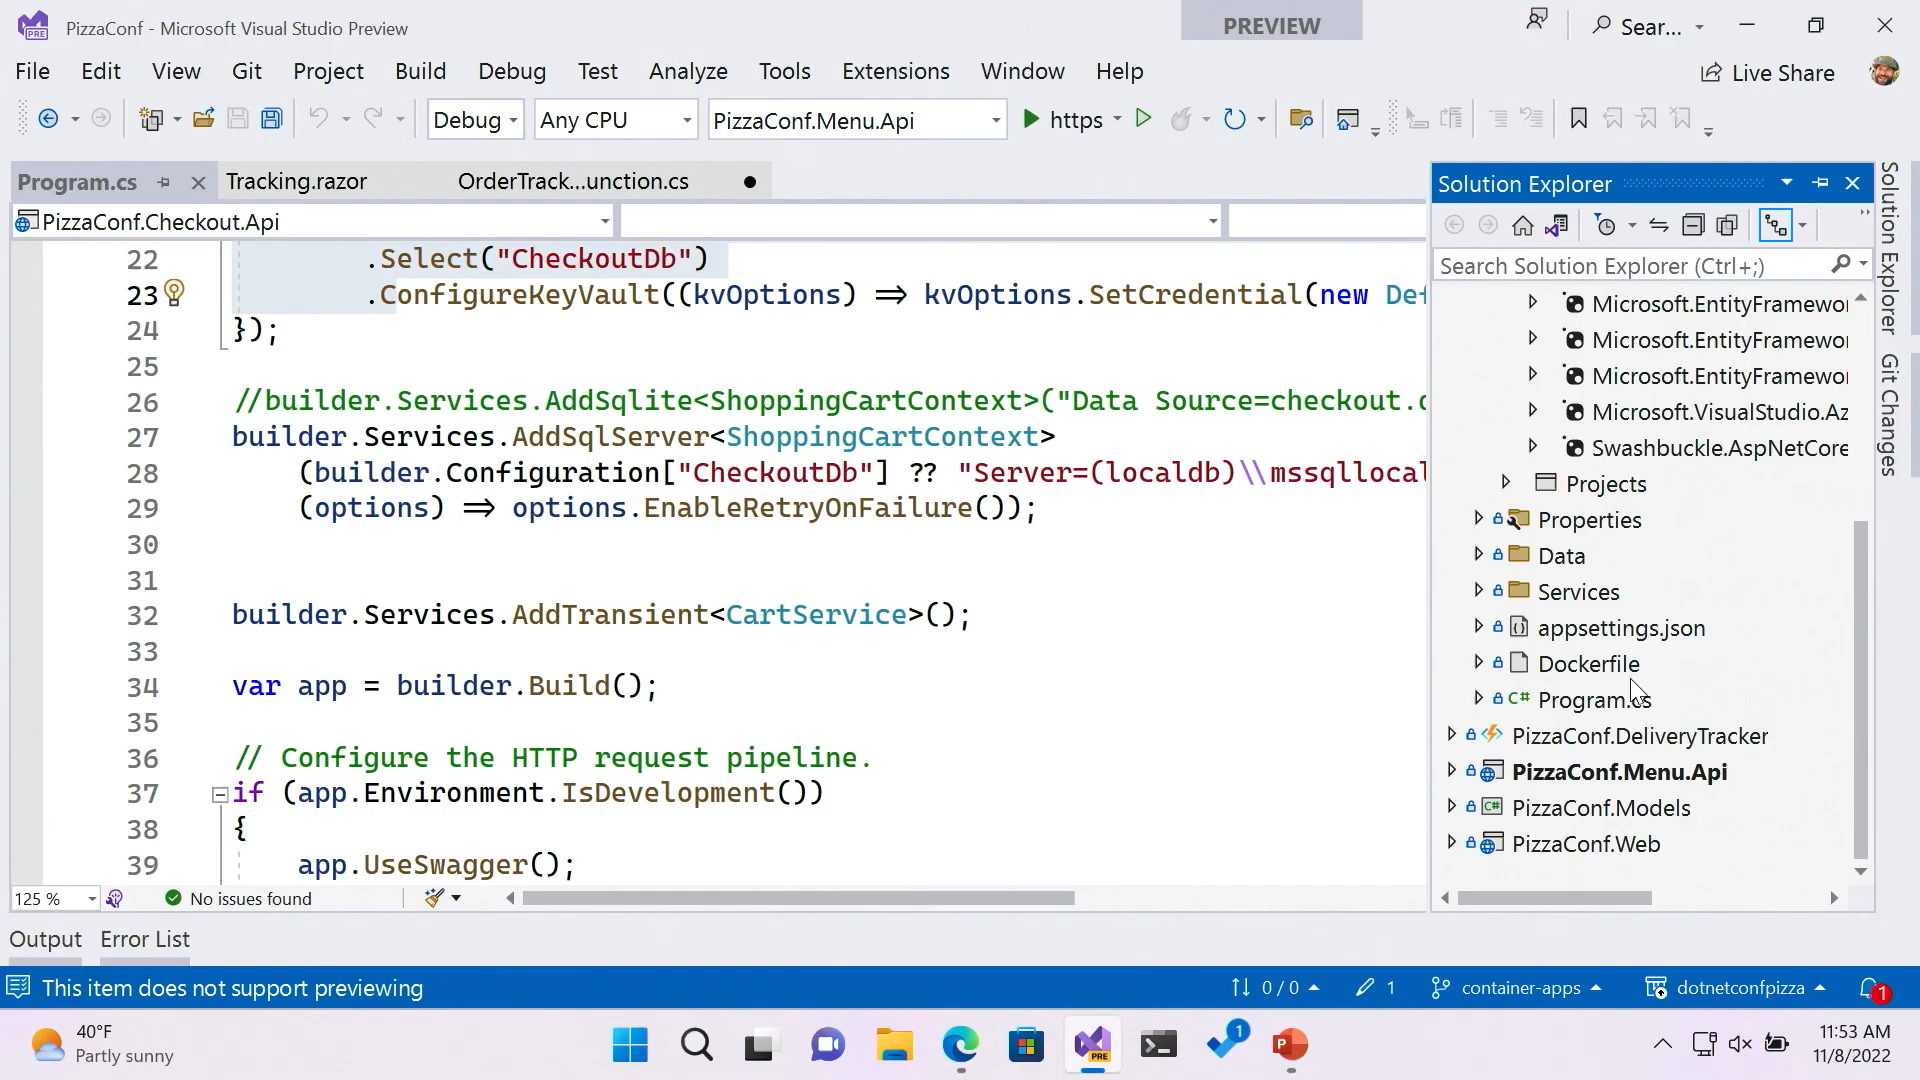 PizzaConf - Microsoft Visual Studio Preview
PREVIEW
Sear...
File Edit View Git Project Build Debug Test Analyze Tools Extensions Window Help
Live Share
Debug
Any CPU
PizzaConf.Menu.Api
https
Program.cs
Tracking.razor
OrderTrack...unction.cs
PizzaConf.Checkout.Api
22 .Select("CheckoutDb")
23 .ConfigureKeyVault((kvOptions) => kvOptions.SetCredential(new Def
24 });
25
26 //builder.Services.AddSqlite<ShoppingCartContext>("Data Source=checkout.
27 builder.Services.AddSqlServer<ShoppingCartContext>
28 (builder.Configuration["CheckoutDb"] ?? "Server=(localdb)\\mssqllocal
29 (options) => options.EnableRetryOnFailure());
30
31
32 builder.Services.AddTransient<CartService>();
33
34 var app = builder.Build();
35
36 // Configure the HTTP request pipeline.
37 if (app.Environment.IsDevelopment())
38 {
39 app.UseSwagger();
125 %
No issues found
Solution Explorer
Search Solution Explorer (Ctrl+;)
Microsoft.EntityFramewor
Microsoft.EntityFramewor
Microsoft.EntityFramewor
Microsoft.VisualStudio.Az
Swashbuckle.AspNetCore
Projects
Properties
Data
Services
appsettings.json
Dockerfile
Program.cs
PizzaConf.DeliveryTracker
PizzaConf.Menu.Api
PizzaConf.Models
PizzaConf.Web
Solution Explorer
Git Changes
Output Error List
This item does not support previewing
0 / 0
1
container-apps
dotnetconfpizza
1
40°F
Partly sunny
PRE
1
11:53 AM
11/8/2022